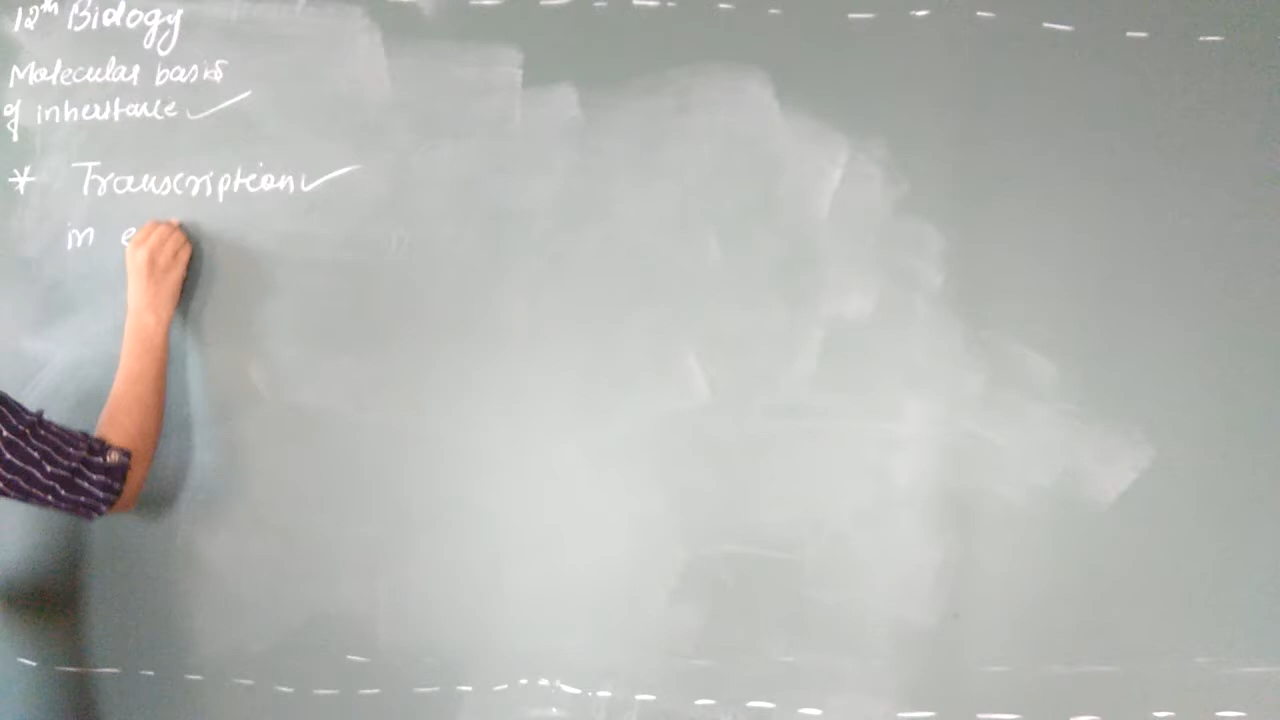 12th Biology
Molecular basis
of inheritance ✓
* Transcription ✓
in e